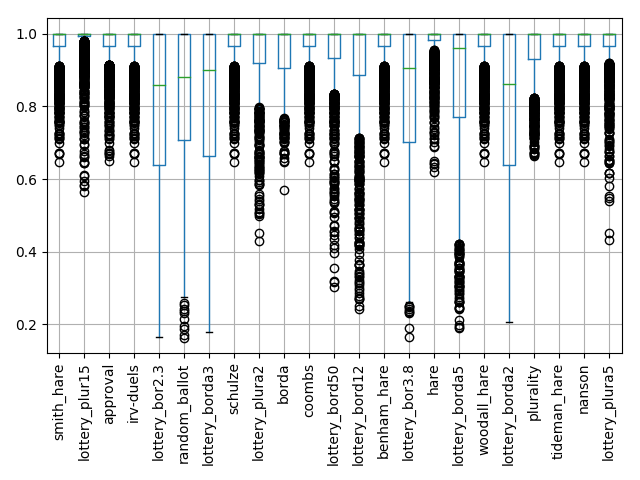 1.0
0.8
0.6
0.4
0.2
smith_hare
lottery_plur15
approval
irv-duels
lottery_bor2.3
random_ballot
lottery_borda3
schulze
lottery_plura2
borda
coombs
lottery_bord50
lottery_bord12
benham_hare
lottery_bor3.8
hare
lottery_borda5
woodall_hare
lottery_borda2
plurality
tideman_hare
nanson
lottery_plura5